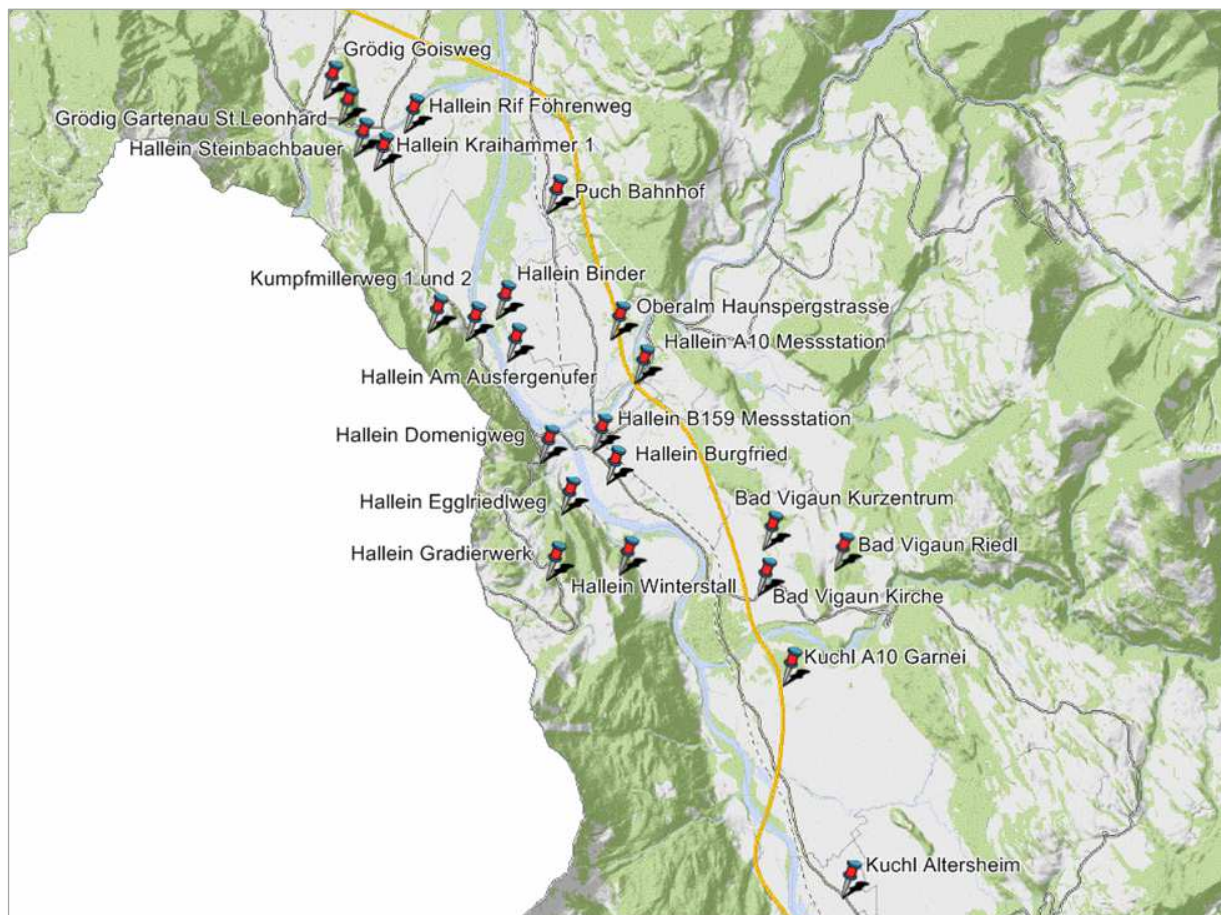 Grödig Goisweg
Hallein Rif Föhrenweg
Grödig Gartenau St.Leonhard
Hallein Steinbachbauer
Hallein Kraihammer 1
Puch Bahnhof
Hallein Binder
Kumpfmillerweg 1 und 2
Oberalm Haunspergstrasse
Hallein A10 Messstation
Hallein Am Ausfergenufer
Hallein B159 Messstation
Hallein Domenigweg
Hallein Burgfried
Hallein Egglriedlweg
Bad Vigaun Kurzentrum
Bad Vigaun Riedl
Hallein Gradierwerk
Hallein Winterstall
Bad Vigaun Kirche
Kuchl A10 Garnei
Kuchl Altersheim